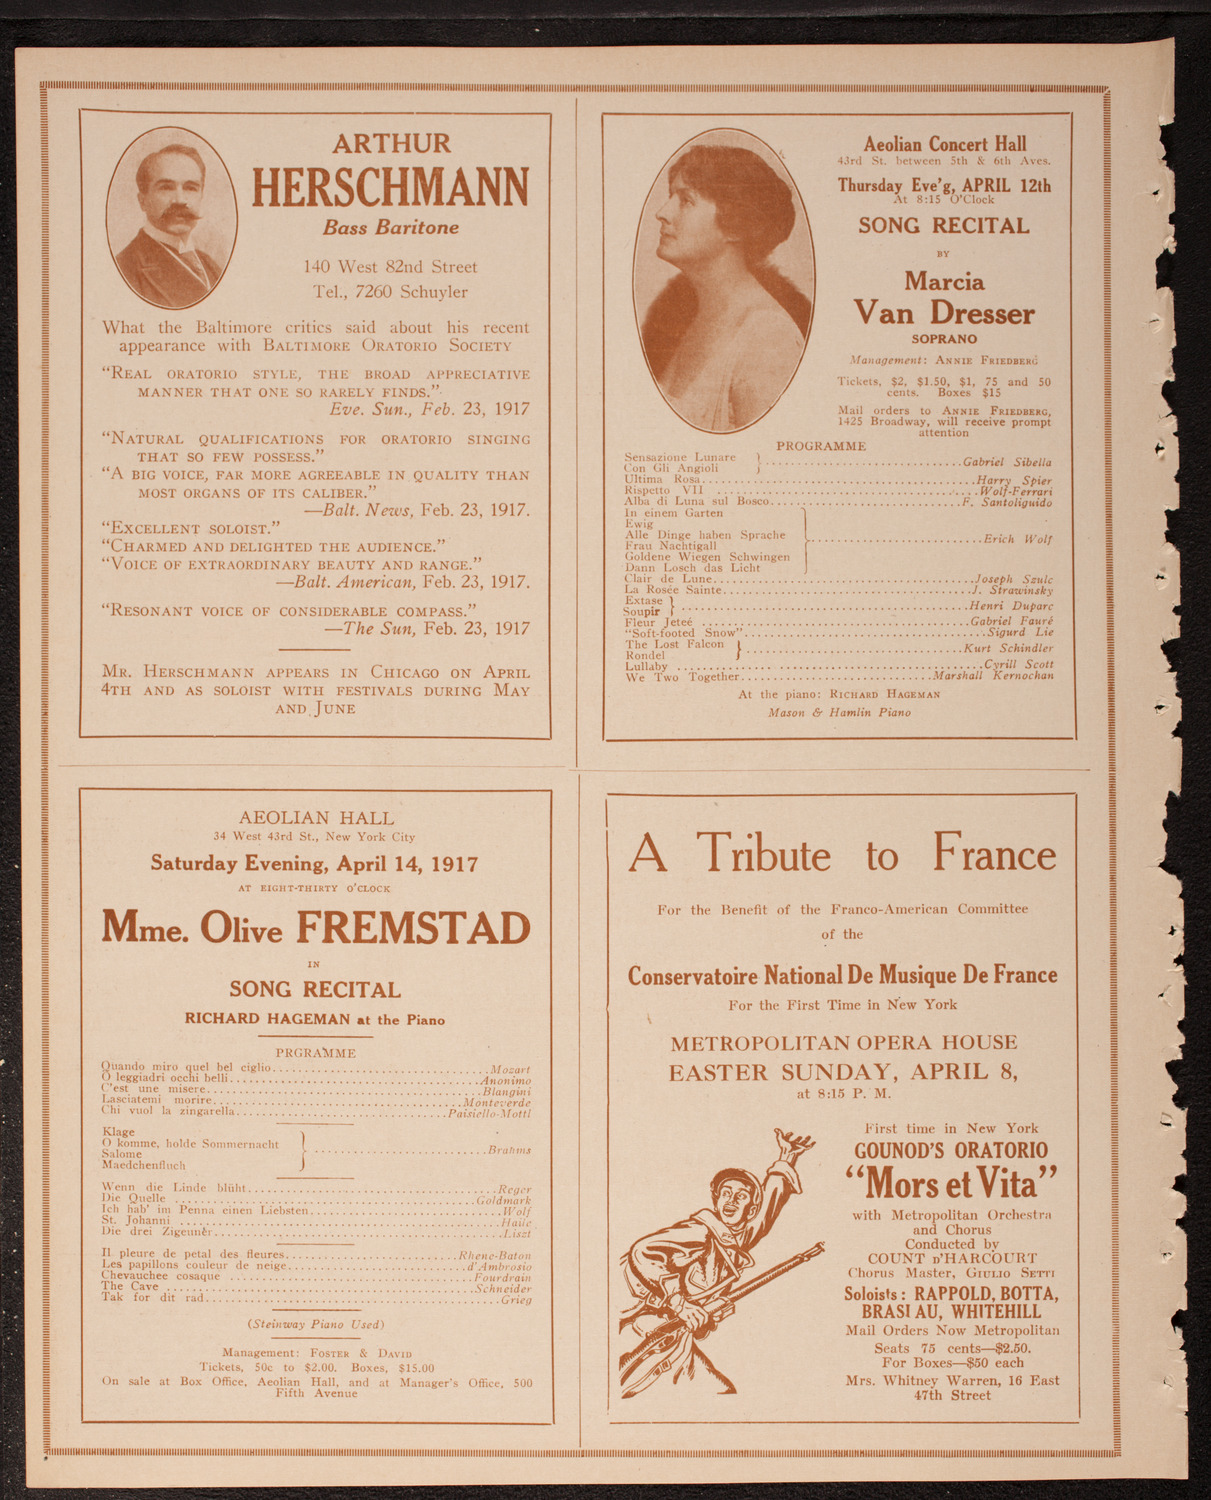 ARTHUR
HERSCHMANN
Bass Baritone
140 West 82nd Street
Tel., 7260 Schuyler
What the Baltimore critics said about his recent
appearance with BALTIMORE ORATORIO SOCIETY
“REAL ORATORIO STYLE, THE BROAD APPRECIATIVE
MANNER THAT ONE SO RARELY FINDS.”
Eve. Sun., Feb. 23, 1917
“NATURAL QUALIFICATIONS FOR ORATORIO SINGING
THAT SO FEW POSSESS.”
“A BIG VOICE, FAR MORE AGREEABLE IN QUALITY THAN
MOST ORGANS OF ITS CALIBER.”
—Balt. News, Feb. 23, 1917.
“EXCELLENT SOLOIST.”
“CHARMED AND DELIGHTED THE AUDIENCE.”
“VOICE OF EXTRAORDINARY BEAUTY AND RANGE.”
—Balt. American, Feb. 23, 1917.
“RESONANT VOICE OF CONSIDERABLE COMPASS.”
—The Sun, Feb. 23, 1917
MR. HERSCHMANN APPEARS IN CHICAGO ON APRIL
4TH AND AS SOLOIST WITH FESTIVALS DURING MAY
AND JUNE
Aeolian Concert Hall
43rd St. between 5th & 6th Aves.
Thursday Eve'g, APRIL 12th
At 8:15 O'Clock
SONG RECITAL
BY
Marcia
Van Dresser
SOPRANO
Management: ANNIE FRIEDBERG
Tickets, $2, $1.50, $1, 75 and 50
cents. Boxes $15
Mail orders to ANNIE FRIEDBERG,
1425 Broadway, will receive prompt
attention
PROGRAMME
Sensazione Lunare
Con Gli Angioli } Gabriel Sibella
Ultima Rosa Harry Spier
Rispetto VII Wolf-Ferrari
Alba di Luna sul Bosco F. Santoliguido
In einem Garten
Ewig
Alle Dinge haben Sprache
Frau Nachtigall
Goldene Wiegen Schwingen
Dann Losch das Licht } Erich Wolf
Clair de Lune Joseph Szulc
La Rosée Sainte J. Strawinsky
Extase
Soupir } Henri Duparc
Fleur Jeteé Gabriel Fauré
“Soft-footed Snow” Sigurd Lie
The Lost Falcon
Rondel } Kurt Schindler
Lullaby Cyrill Scott
We Two Together Marshall Kernochan
At the piano: RICHARD HAGEMAN
Mason & Hamlin Piano
AEOLIAN HALL
34 West 43rd St., New York City
Saturday Evening, April 14, 1917
AT EIGHT-THIRTY O'CLOCK
Mme. Olive FREMSTAD
IN
SONG RECITAL
RICHARD HAGEMAN at the Piano
PRGRAMME
Quando miro quel bel ciglio Mozart
O leggiadri occhi belli Anonimo
C'est une misere Blangini
Lasciatemi morire Monteverde
Chi vuol la zingarella Paisiello-Mottl
Klage
O komme, holde Sommernacht
Salome
Maedchenfluch } Brahms
Wenn die Linde blüht Reger
Die Quelle Goldmark
Ich hab' im Penna einen Liebsten Wolf
St. Johanni Haile
Die drei Zigeuner Liszt
Il pleure de petal des fleures Rhene-Baton
Les papillons couleur de neige d'Ambrosio
Chevauchee cosaque Fourdrain
The Cave Schneider
Tak for dit rad Grieg
(Steinway Piano Used)
Management: FOSTER & DAVID
Tickets, 50c to $2.00. Boxes, $15.00
On sale at Box Office, Aeolian Hall, and at Manager's Office, 500
Fifth Avenue
A Tribute to France
For the Benefit of the Franco-American Committee
of the
Conservatoire National De Musique De France
For the First Time in New York
METROPOLITAN OPERA HOUSE
EASTER SUNDAY, APRIL 8,
at 8:15 P. M.
First time in New York
GOUNOD'S ORATORIO
“Mors et Vita”
with Metropolitan Orchestra
and Chorus
Conducted by
COUNT D'HARCOURT
Chorus Master, GIULIO SETTI
Soloists: RAPPOLD, BOTTA,
BRASLAU, WHITEHILL
Mail Orders Now Metropolitan
Seats 75 cents—$2.50.
For Boxes—$50 each
Mrs. Whitney Warren, 16 East
47th Street